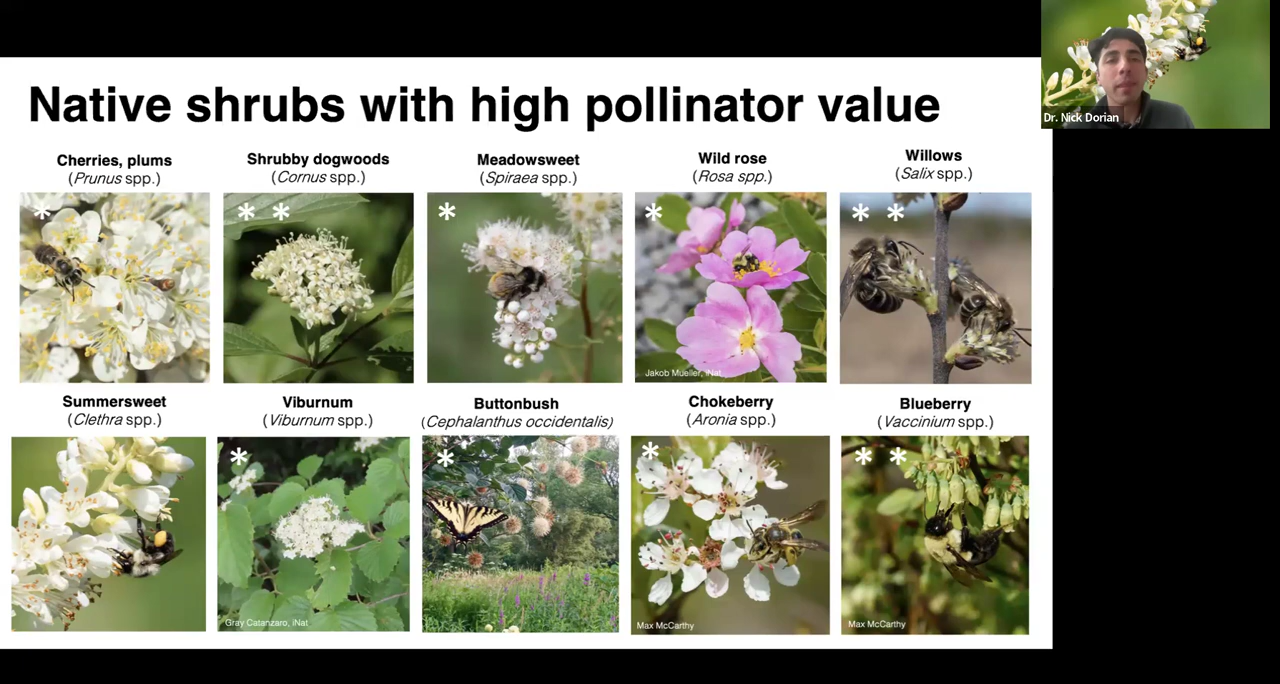 Native shrubs with high pollinator value
Dr. Nick Dorian
Cherries, plums
(Prunus spp.)
Shrubby dogwoods
(Cornus spp.)
Meadowsweet
(Spiraea spp.)
Wild rose
(Rosa spp.)
Willows
(Salix spp.)
*
* *
*
*
* *
Jakob Mueller, iNat
Summersweet
(Clethra spp.)
Viburnum
(Viburnum spp.)
Buttonbush
(Cephalanthus occidentalis)
Chokeberry
(Aronia spp.)
Blueberry
(Vaccinium spp.)
*
*
*
* *
Gray Catanzaro, iNat
Max McCarthy
Max McCarthy